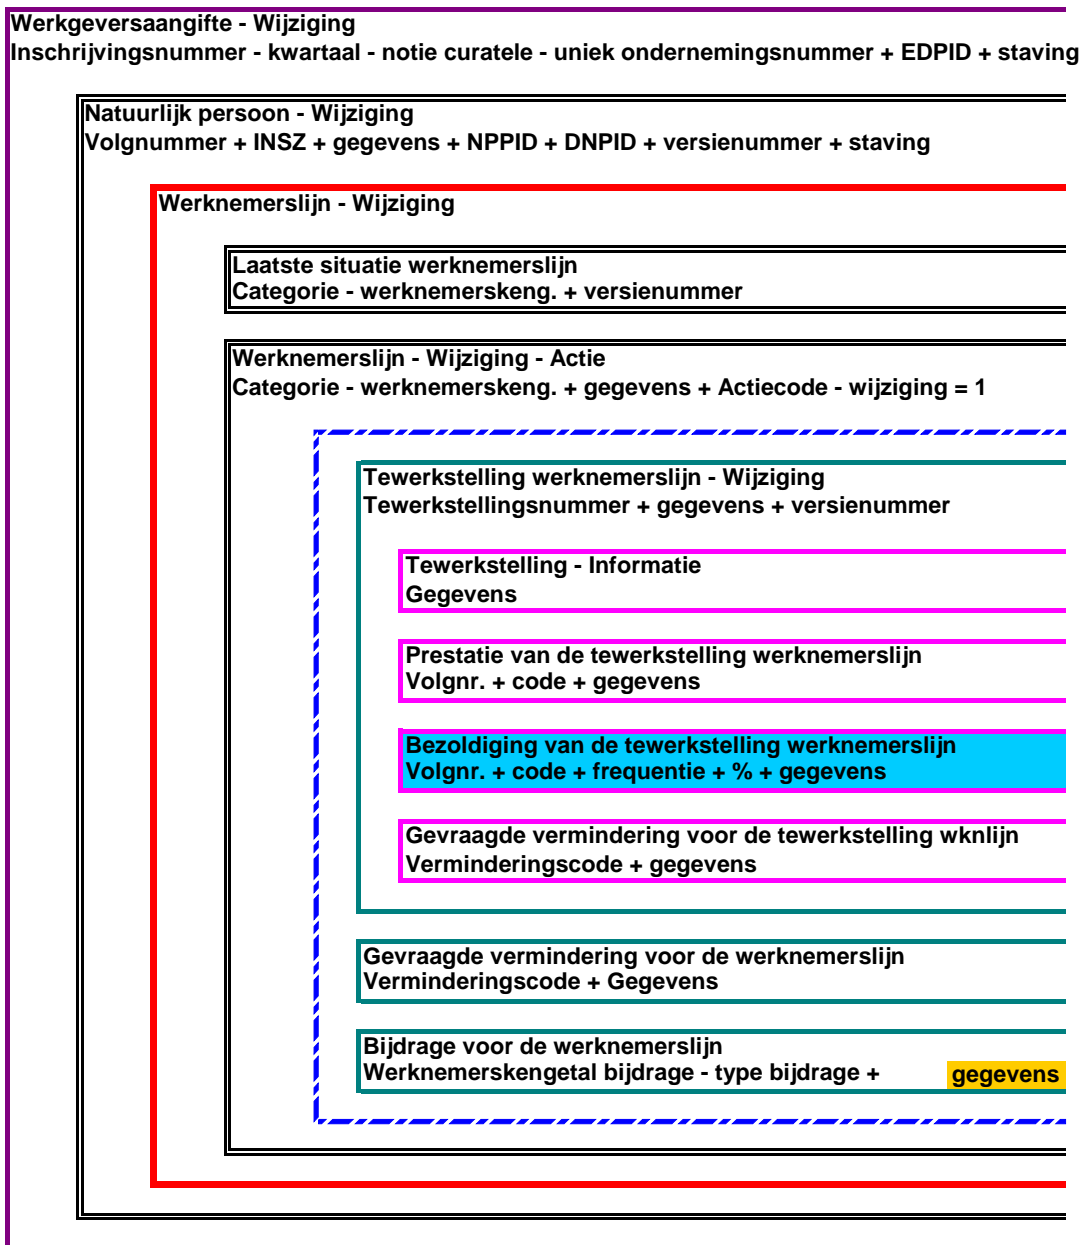 Werkgeversaangifte - Wijziging
Inschrijvingsnummer - kwartaal - notie curatele - uniek ondernemingsnummer + EDPID + staving
Natuurlijk persoon - Wijziging
Volgnummer + INSZ + gegevens + NPPID + DNPID + versienummer + staving
Werknemerslijn - Wijziging
Laatste situatie werknemerslijn
Categorie - werknemerskeng. + versienummer
Werknemerslijn - Wijziging - Actie
Categorie - werknemerskeng. + gegevens + Actiecode - wijziging = 1
Tewerkstelling werknemerslijn - Wijziging
Tewerkstellingsnummer + gegevens + versienummer
Tewerkstelling - Informatie
Gegevens
Prestatie van de tewerkstelling werknemerslijn
Volgnr. + code + gegevens
Bezoldiging van de tewerkstelling werknemerslijn
Volgnr. + code + frequentie + % + gegevens
Gevraagde vermindering voor de tewerkstelling wknlijn
Verminderingscode + gegevens
Gevraagde vermindering voor de werknemerslijn
Verminderingscode + Gegevens
Bijdrage voor de werknemerslijn
Werknemerskengetal bijdrage - type bijdrage + gegevens